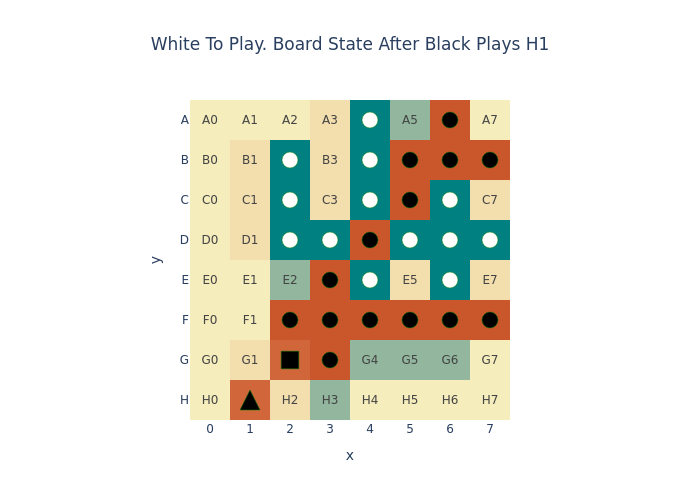 White To Play. Board State After Black Plays H1
A A0 A1 A2 A3 A5 A7
B B0 B1 B3
C C0 C1 C3 C7
D D0 D1
E E0 E1 E2 E5 E7
F F0 F1
G G0 G1 G4 G5 G6 G7
H H0 H2 H3 H4 H5 H6 H7
0 1 2 3 4 5 6 7
x
y